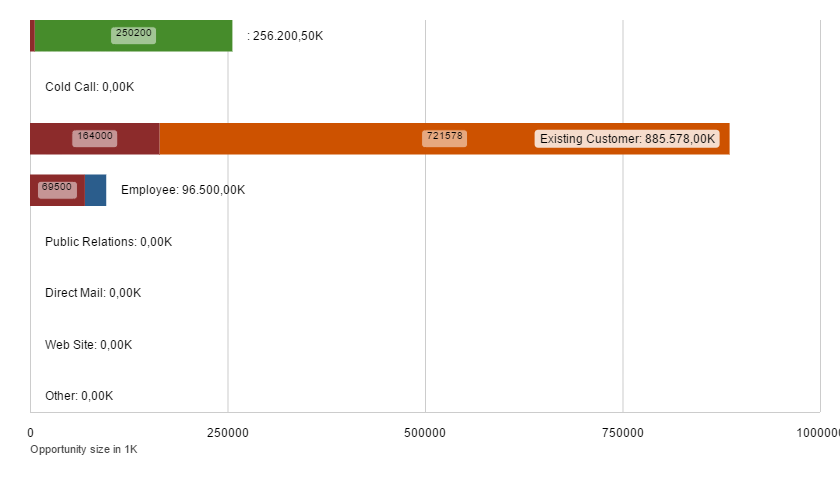 250200 : 256.200,50K
Cold Call: 0,00K
164000 721578 Existing Customer: 885.578,00K
69500 Employee: 96.500,00K
Public Relations: 0,00K
Direct Mail: 0,00K
Web Site: 0,00K
Other: 0,00K
0 250000 500000 750000 100000
Opportunity size in 1K